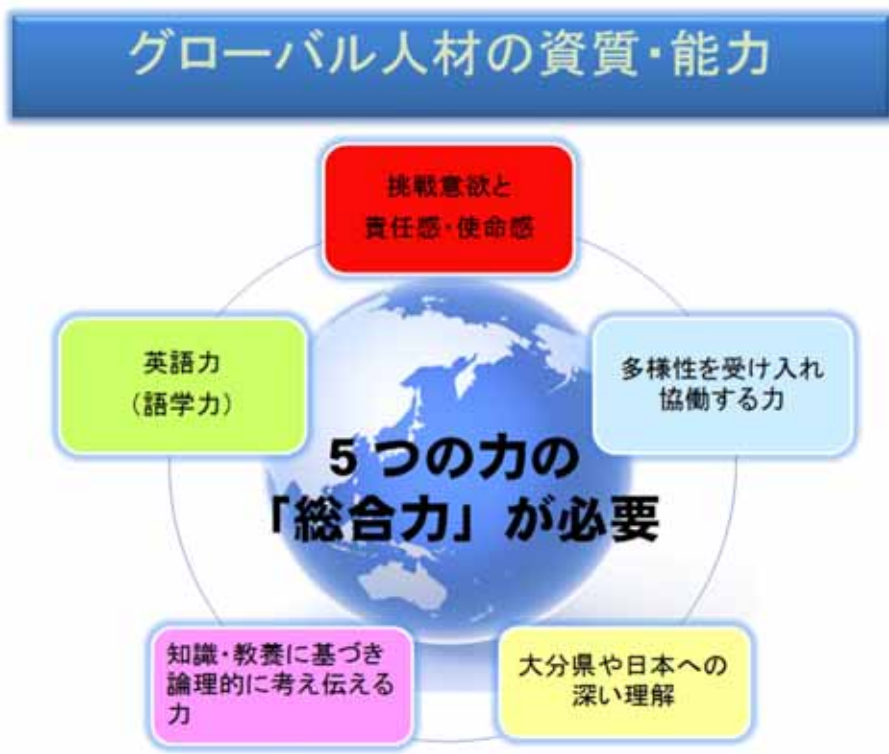 グローバル人材の資質・能力
挑戦意欲と
責任感・使命感
英語力
(語学力)
多様性を受け入れ
協働する力
5つの力の
「総合力」が必要
知識・教養に基づき
論理的に考え伝える
力
大分県や日本への
深い理解